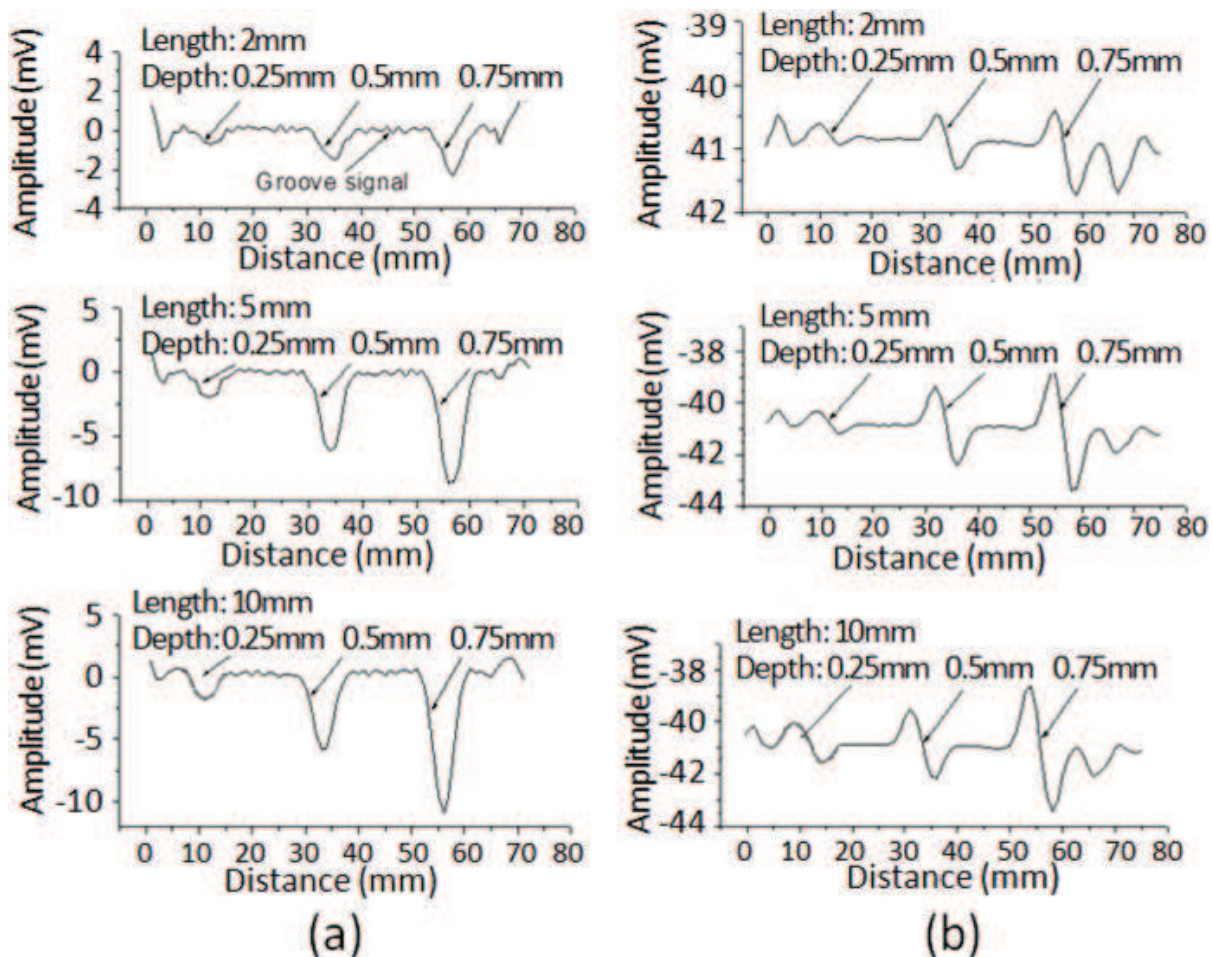 Length: 2mm
Depth: 0.25mm 0.5mm 0.75mm
Groove signal
Amplitude (mV)
4
2
0
-2
-4
0 10 20 30 40 50 60 70 80
Distance (mm)
Length: 5mm
Depth: 0.25mm 0.5mm 0.75mm
Amplitude (mV)
5
0
-5
-10
0 10 20 30 40 50 60 70 80
Distance (mm)
Length: 10mm
Depth: 0.25mm 0.5mm 0.75mm
Amplitude (mV)
5
0
-5
-10
0 10 20 30 40 50 60 70 80
Distance (mm)
(a)
Length: 2mm
Depth: 0.25mm 0.5mm 0.75mm
Amplitude (mV)
-39
-40
-41
-42
0 10 20 30 40 50 60 70 80
Distance (mm)
Length: 5mm
Depth: 0.25mm 0.5mm 0.75mm
Amplitude (mV)
-38
-40
-42
-44
0 10 20 30 40 50 60 70 80
Distance (mm)
Length: 10mm
Depth: 0.25mm 0.5mm 0.75mm
Amplitude (mV)
-38
-40
-42
-44
0 10 20 30 40 50 60 70 80
Distance (mm)
(b)